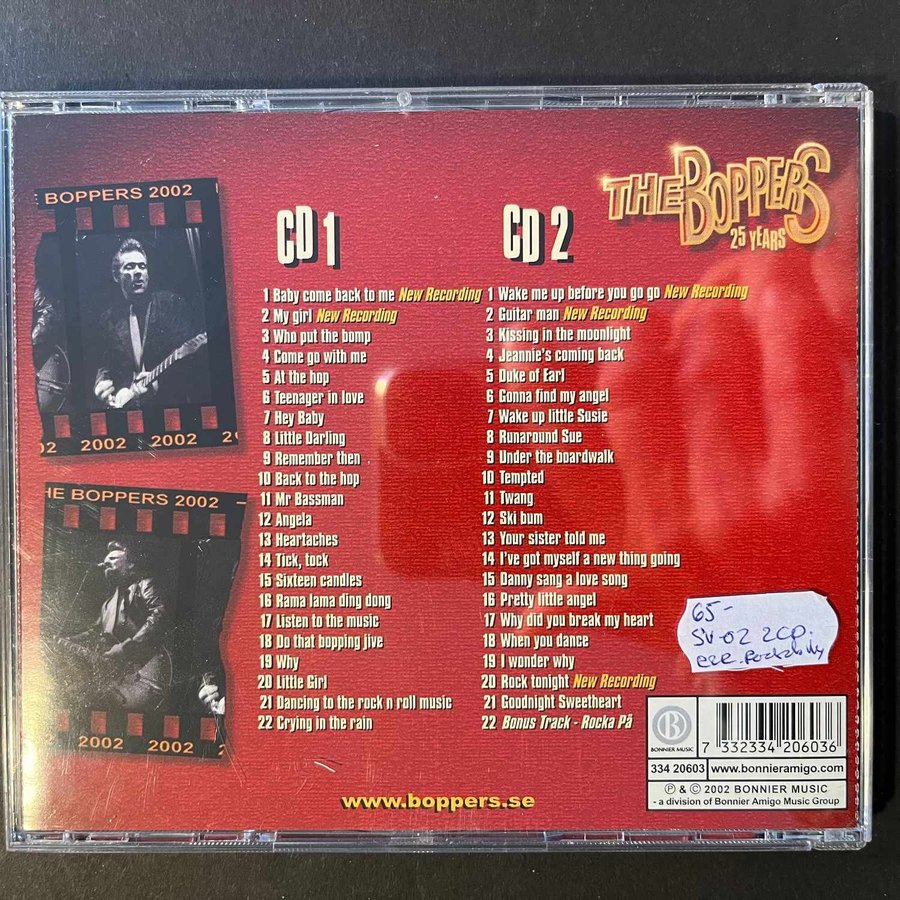 E BOPPERS 2002
2002 2002 2002 2
HE BOPPERS 2002
2002 2002 2002
THE BOPPERS
25 YEARS
CD 1
1 Baby come back to me New Recording
2 My girl New Recording
3 Who put the bomp
4 Come go with me
5 At the hop
6 Teenager in love
7 Hey Baby
8 Little Darling
9 Remember then
10 Back to the hop
11 Mr Bassman
12 Angela
13 Heartaches
14 Tick, tock
15 Sixteen candles
16 Rama lama ding dong
17 Listen to the music
18 Do that bopping jive
19 Why
20 Little Girl
21 Dancing to the rock n roll music
22 Crying in the rain
CD 2
1 Wake me up before you go go New Recording
2 Guitar man New Recording
3 Kissing in the moonlight
4 Jeannie's coming back
5 Duke of Earl
6 Gonna find my angel
7 Wake up little Susie
8 Runaround Sue
9 Under the boardwalk
10 Tempted
11 Twang
12 Ski bum
13 Your sister told me
14 I've got myself a new thing going
15 Danny sang a love song
16 Pretty little angel
17 Why did you break my heart
18 When you dance
19 I wonder why
20 Rock tonight New Recording
21 Goodnight Sweetheart
22 Bonus Track - Rocka På
65-
SV-02 2CD.
www.boppers.se
B
BONNIER MUSIC
7 332334 206036
334 20603
www.bonnieramigo.com
℗ & © 2002 BONNIER MUSIC
- a division of Bonnier Amigo Music Group